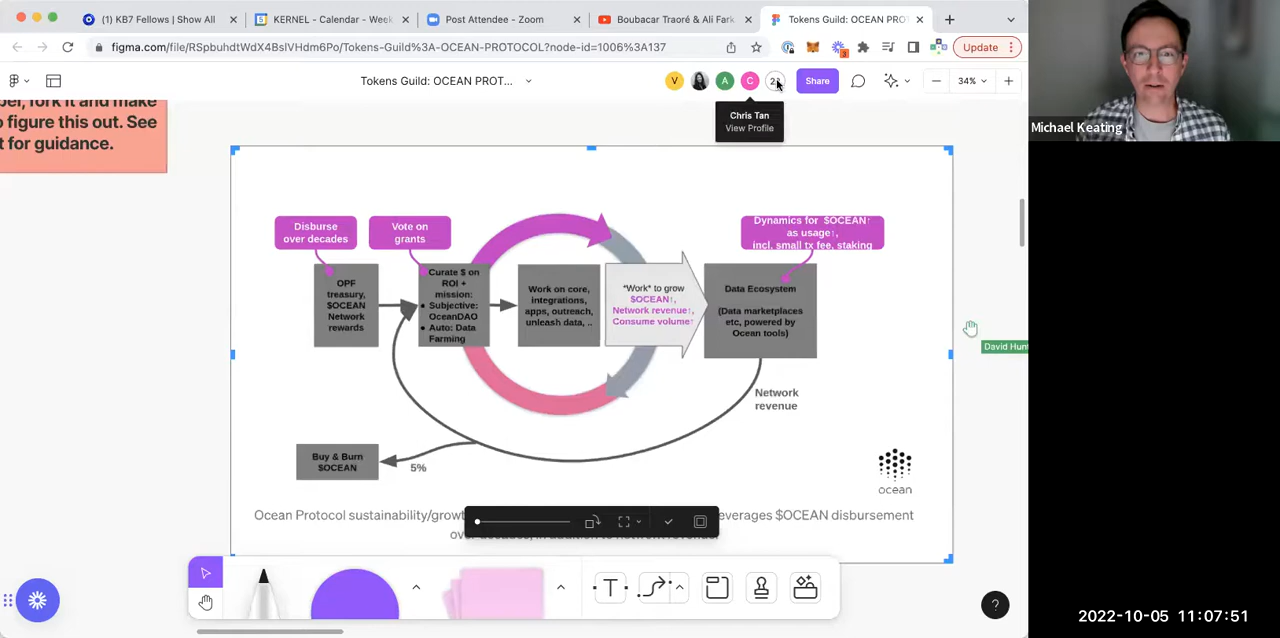 (1) KB7 Fellows | Show All
KERNEL - Calendar - Week
Post Attendee - Zoom
Boubacar Traoré & Ali Fark
Tokens Guild: OCEAN PRO
figma.com/file/RSpbuhdtWdX4BslVHdm6Po/Tokens-Guild%3A-OCEAN-PROTOCOL?node-id=1006%3A137
3
Update
Tokens Guild: OCEAN PROT...
V
A
C
Share
34%
Chris Tan
View Profile
Michael Keating
fork it and make
figure this out. See
t for guidance.
Disburse
over decades
Vote on
grants
Dynamics for $OCEAN↑
as usage↑,
incl. small tx fee, staking
OPF
treasury,
$OCEAN
Network
rewards
Curate $ on
ROI +
mission:
• Subjective:
OceanDAO
• Auto: Data
Farming
Work on core,
integrations,
apps, outreach,
unleash data, ..
*Work* to grow
$OCEAN↑,
Network revenue↑,
Consume volume↑
Data Ecosystem
(Data marketplaces
etc, powered by
Ocean tools)
David Hunt
Network
revenue
Buy & Burn
$OCEAN
5%
ocean
Ocean Protocol sustainability/growt
everages $OCEAN disbursement
?
2022-10-05 11:07:51